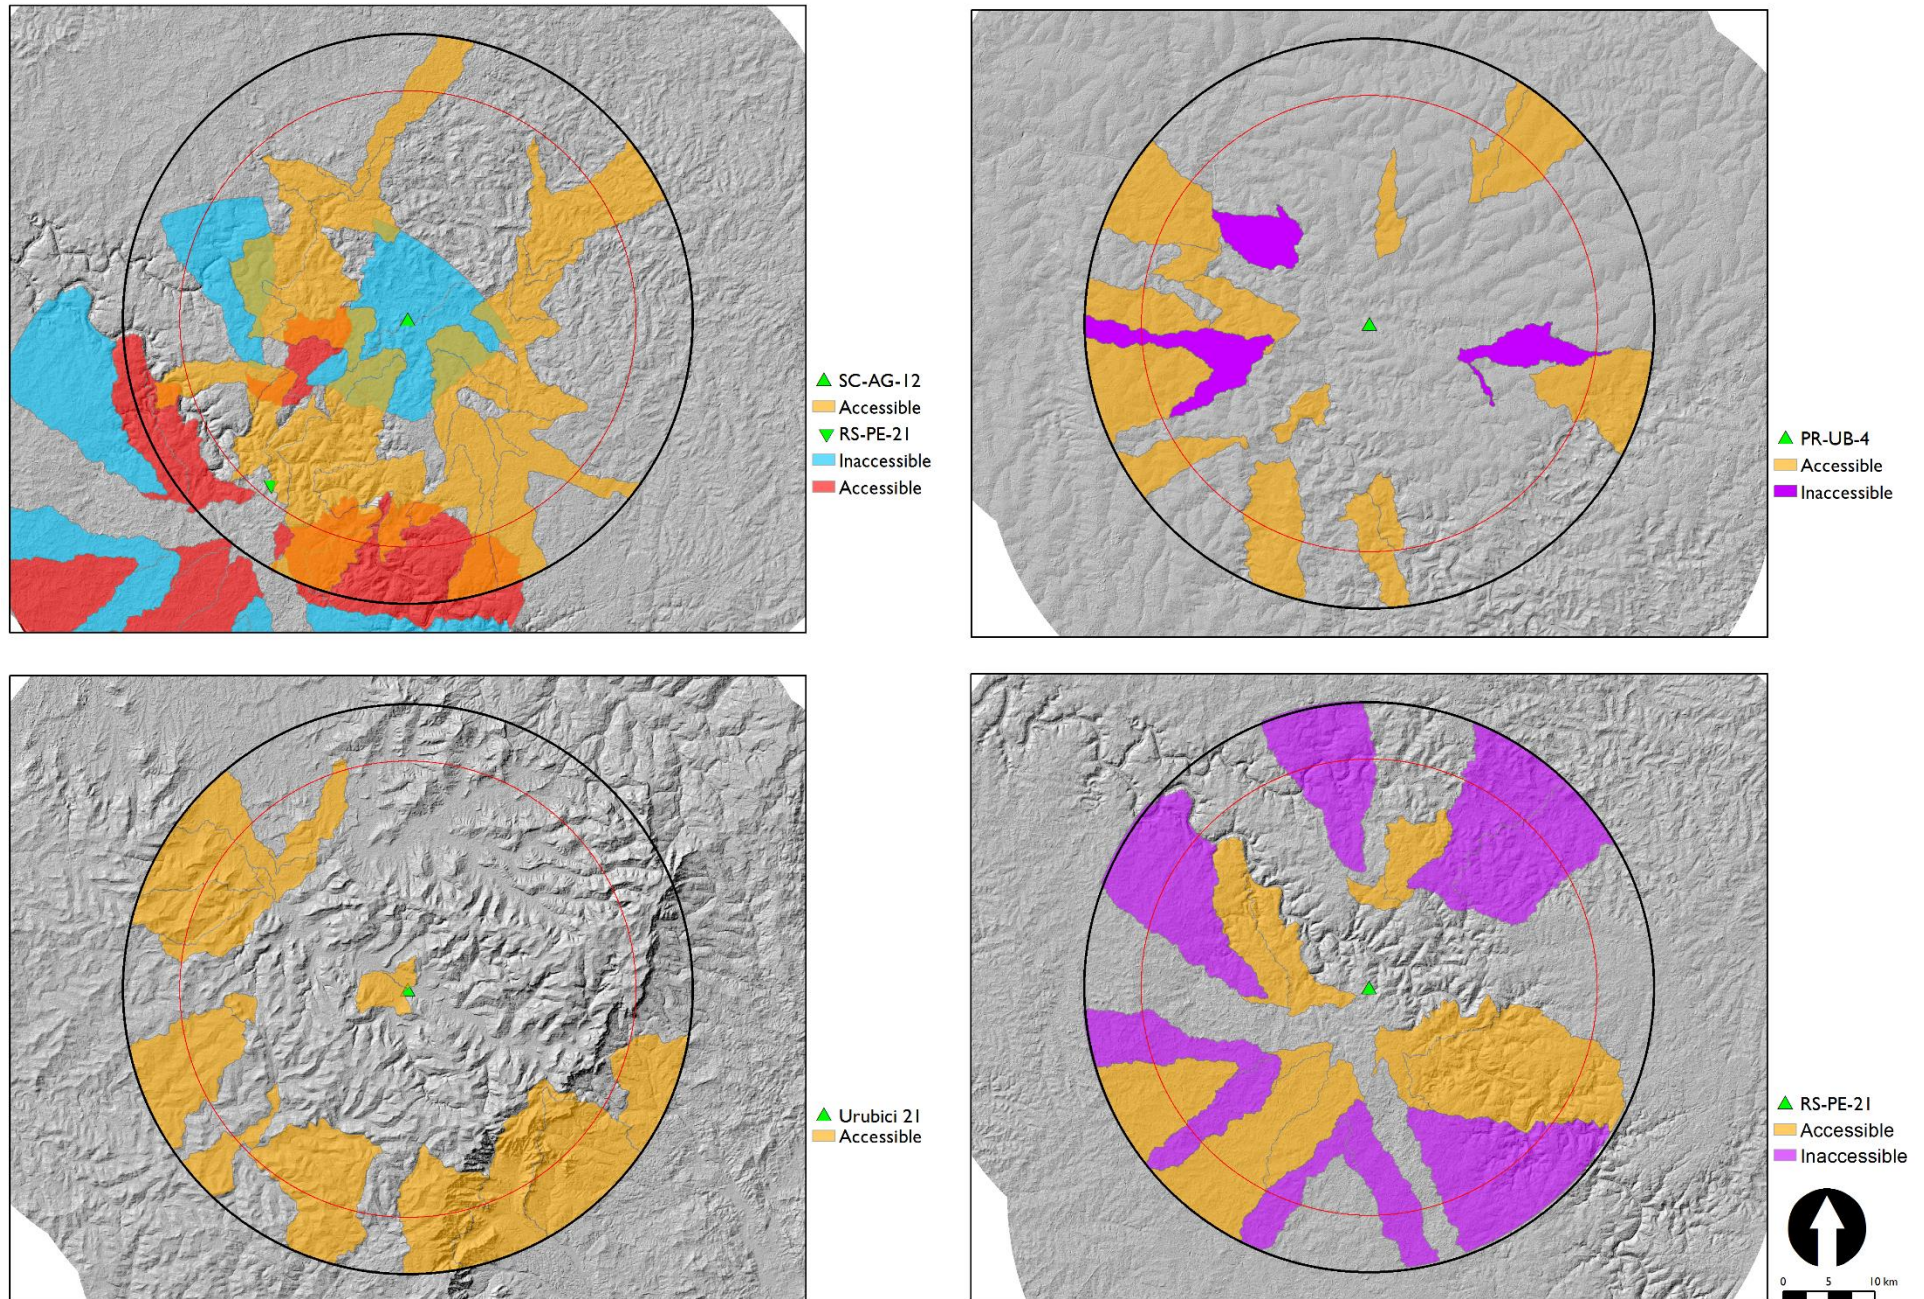 SC-AG-12
Accessible
RS-PE-21
Inaccessible
Accessible
PR-UB-4
Accessible
Inaccessible
Urubici 21
Accessible
RS-PE-21
Accessible
Inaccessible
0 5 10 km